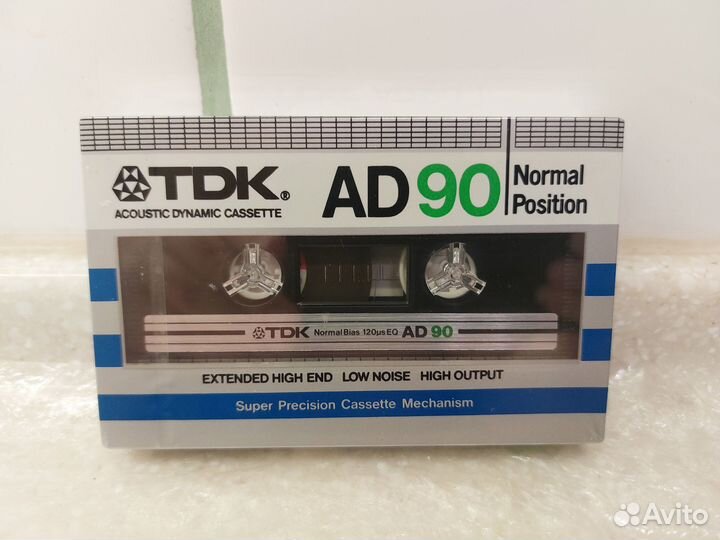 TDK® AD 90 Normal
ACOUSTIC DYNAMIC CASSETTE Position
TDK Normal Bias 120µs EQ AD 90
EXTENDED HIGH END LOW NOISE HIGH OUTPUT
Super Precision Cassette Mechanism
Avito